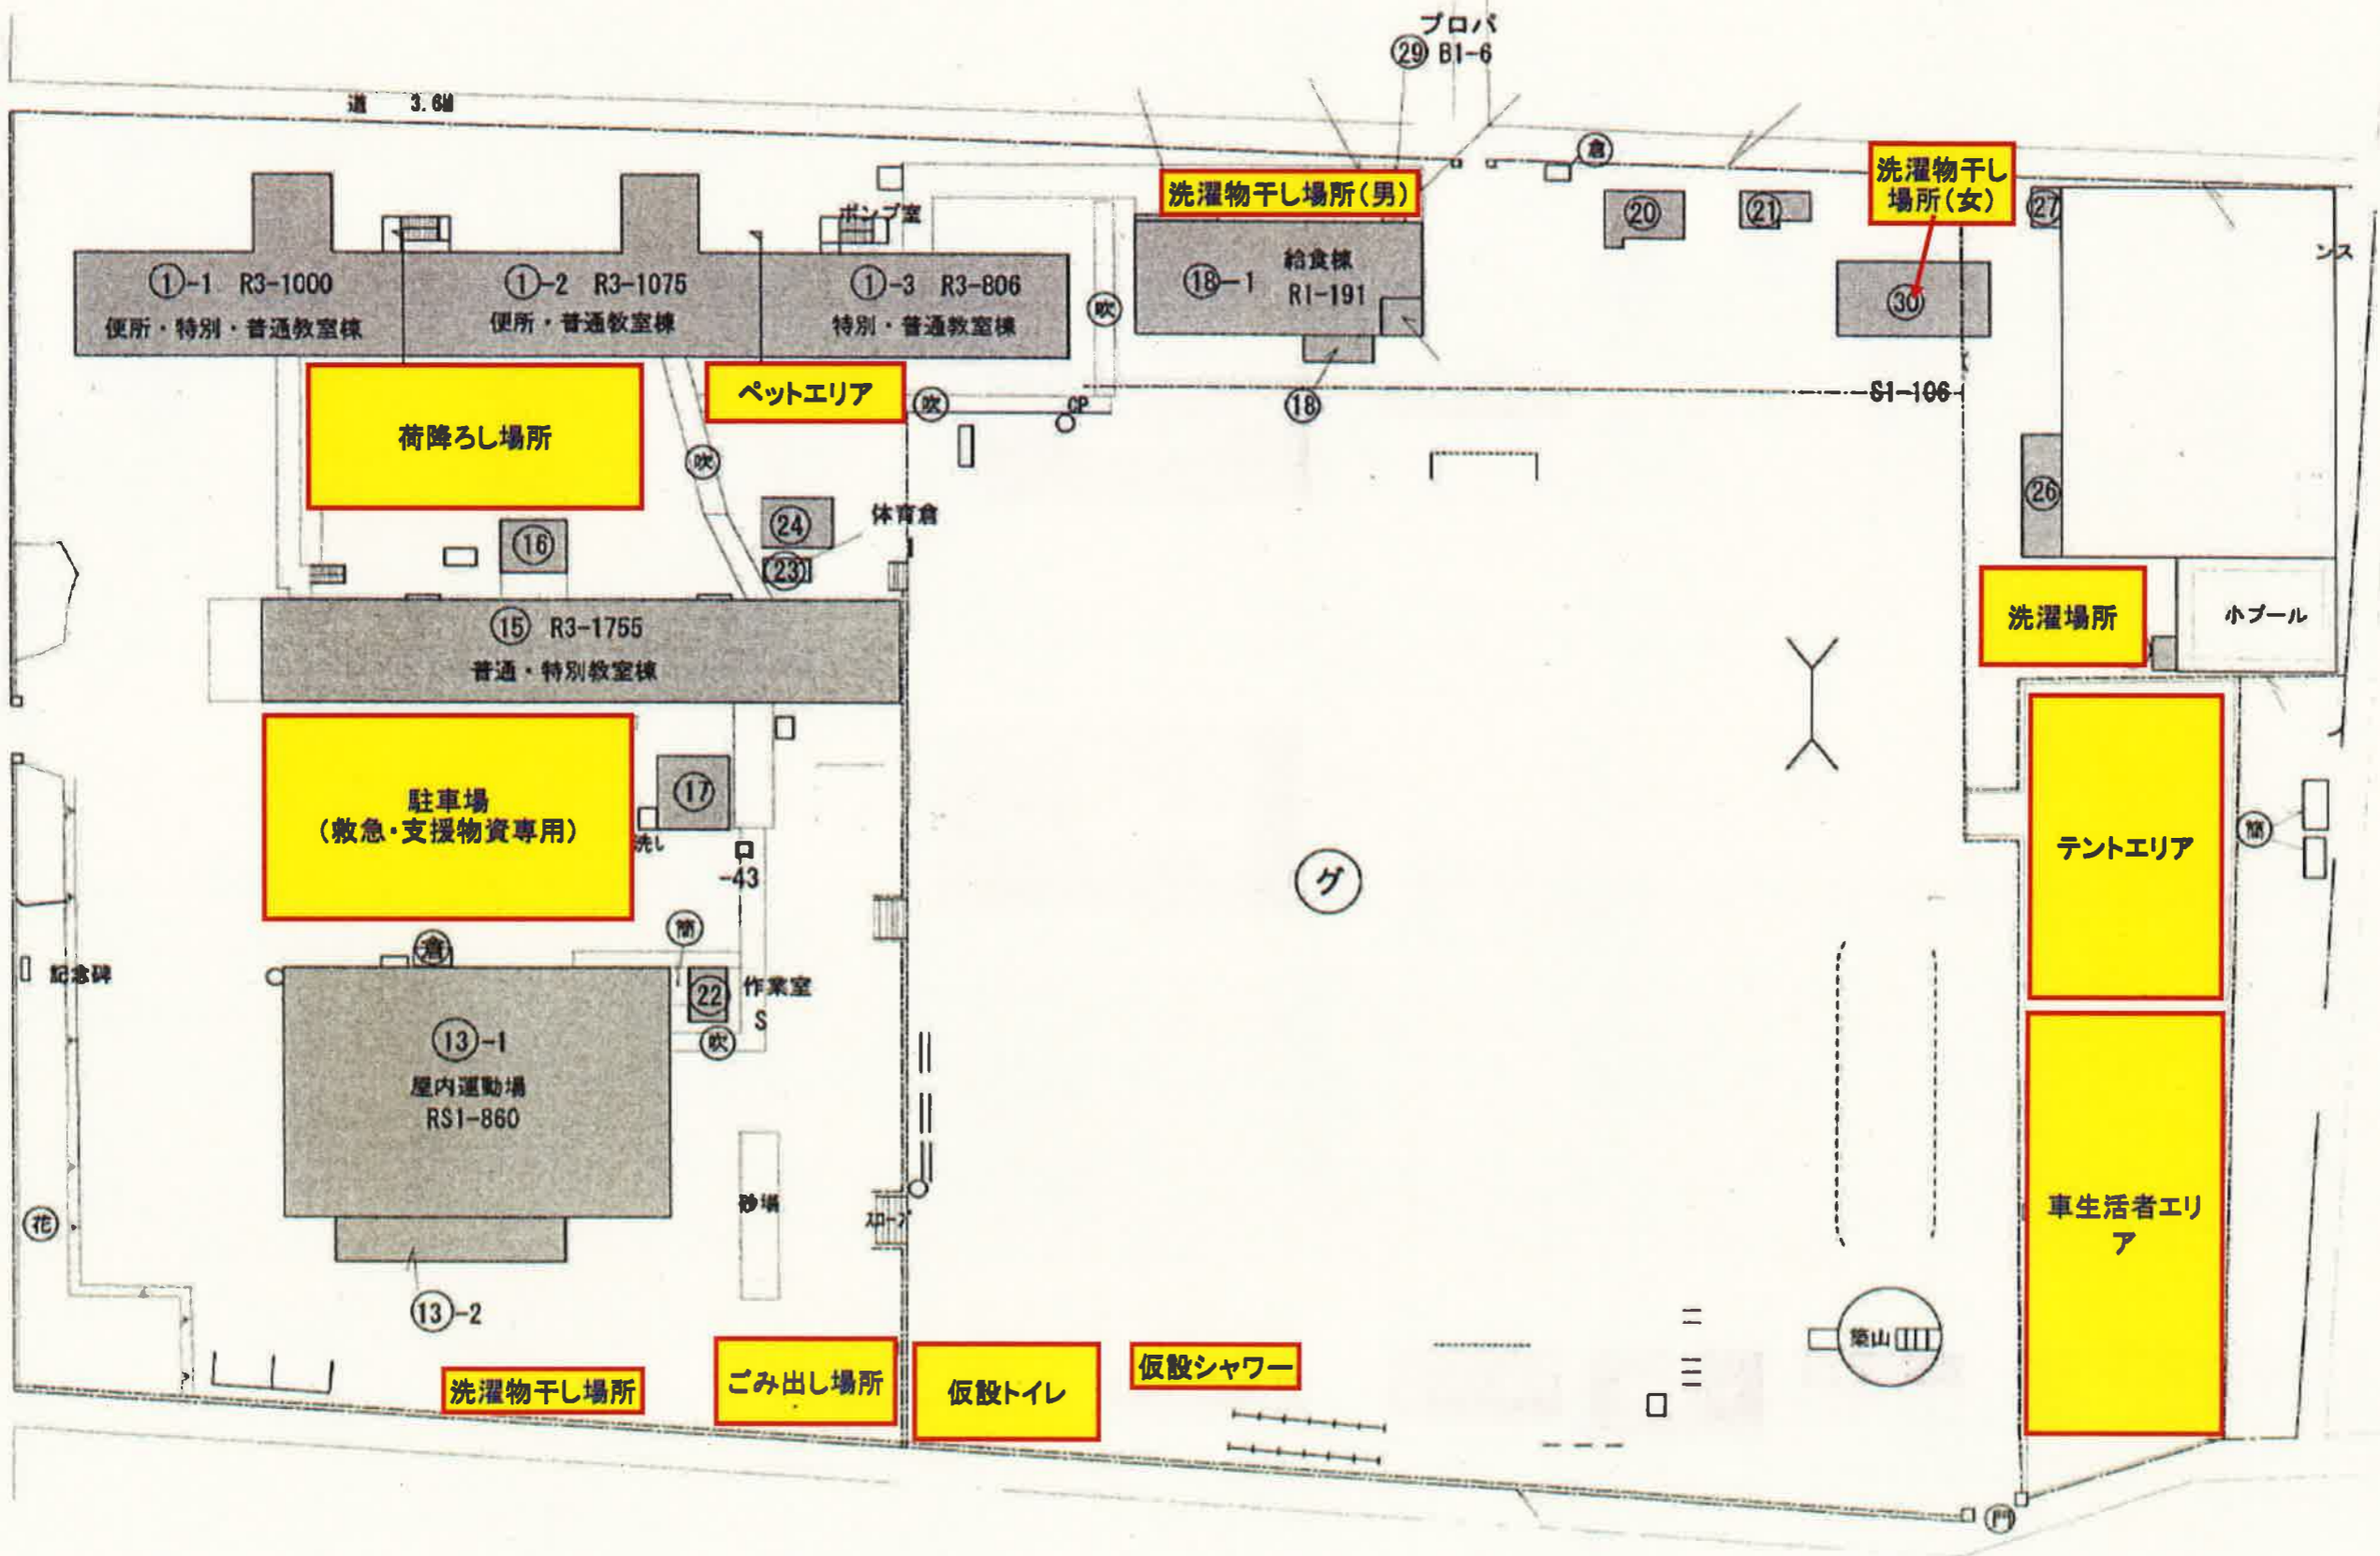 プロパ
㉙ B1-6
道 3.6M
倉
洗濯物干し場所(男)
洗濯物干し
場所(女)
⑳
㉑
㉗
ポンプ室
ンス
①-1 R3-1000
便所・特別・普通教室棟
①-2 R3-1075
便所・普通教室棟
①-3 R3-806
特別・普通教室棟
吹
⑱-1 給食棟
R1-191
㉚
荷降ろし場所
ペットエリア
吹
CP
⑱
S1-106
吹
㉔
体育倉
㉓
⑯
㉖
⑮ R3-1755
普通・特別教室棟
洗濯場所
小プール
駐車場
(救急・支援物資専用)
⑰
洗し
-43
グ
テントエリア
簡
倉
簡
記念碑
㉒ 作業室
S
吹
⑬-1
屋内運動場
RS1-860
砂場
スロープ
花
車生活者エリ
ア
⑬-2
築山
洗濯物干し場所
ごみ出し場所
仮設トイレ
仮設シャワー
門